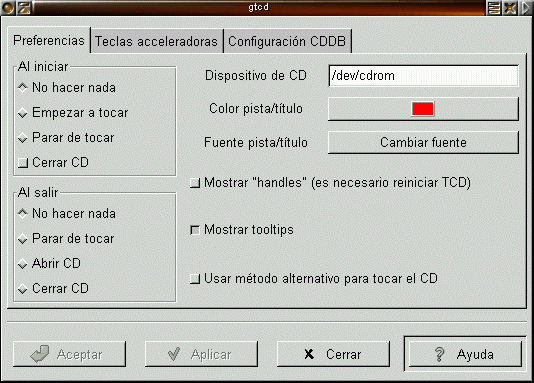 gtcd
Preferencias
Teclas acceleradoras
Configuración CDDB
Al iniciar
No hacer nada
Empezar a tocar
Parar de tocar
Cerrar CD
Al salir
No hacer nada
Parar de tocar
Abrir CD
Cerrar CD
Dispositivo de CD
/dev/cdrom
Color pista/título
Fuente pista/título
Cambiar fuente
Mostrar "handles" (es necesario reiniciar TCD)
Mostrar tooltips
Usar método alternativo para tocar el CD
Aceptar
Aplicar
Cerrar
Ayuda